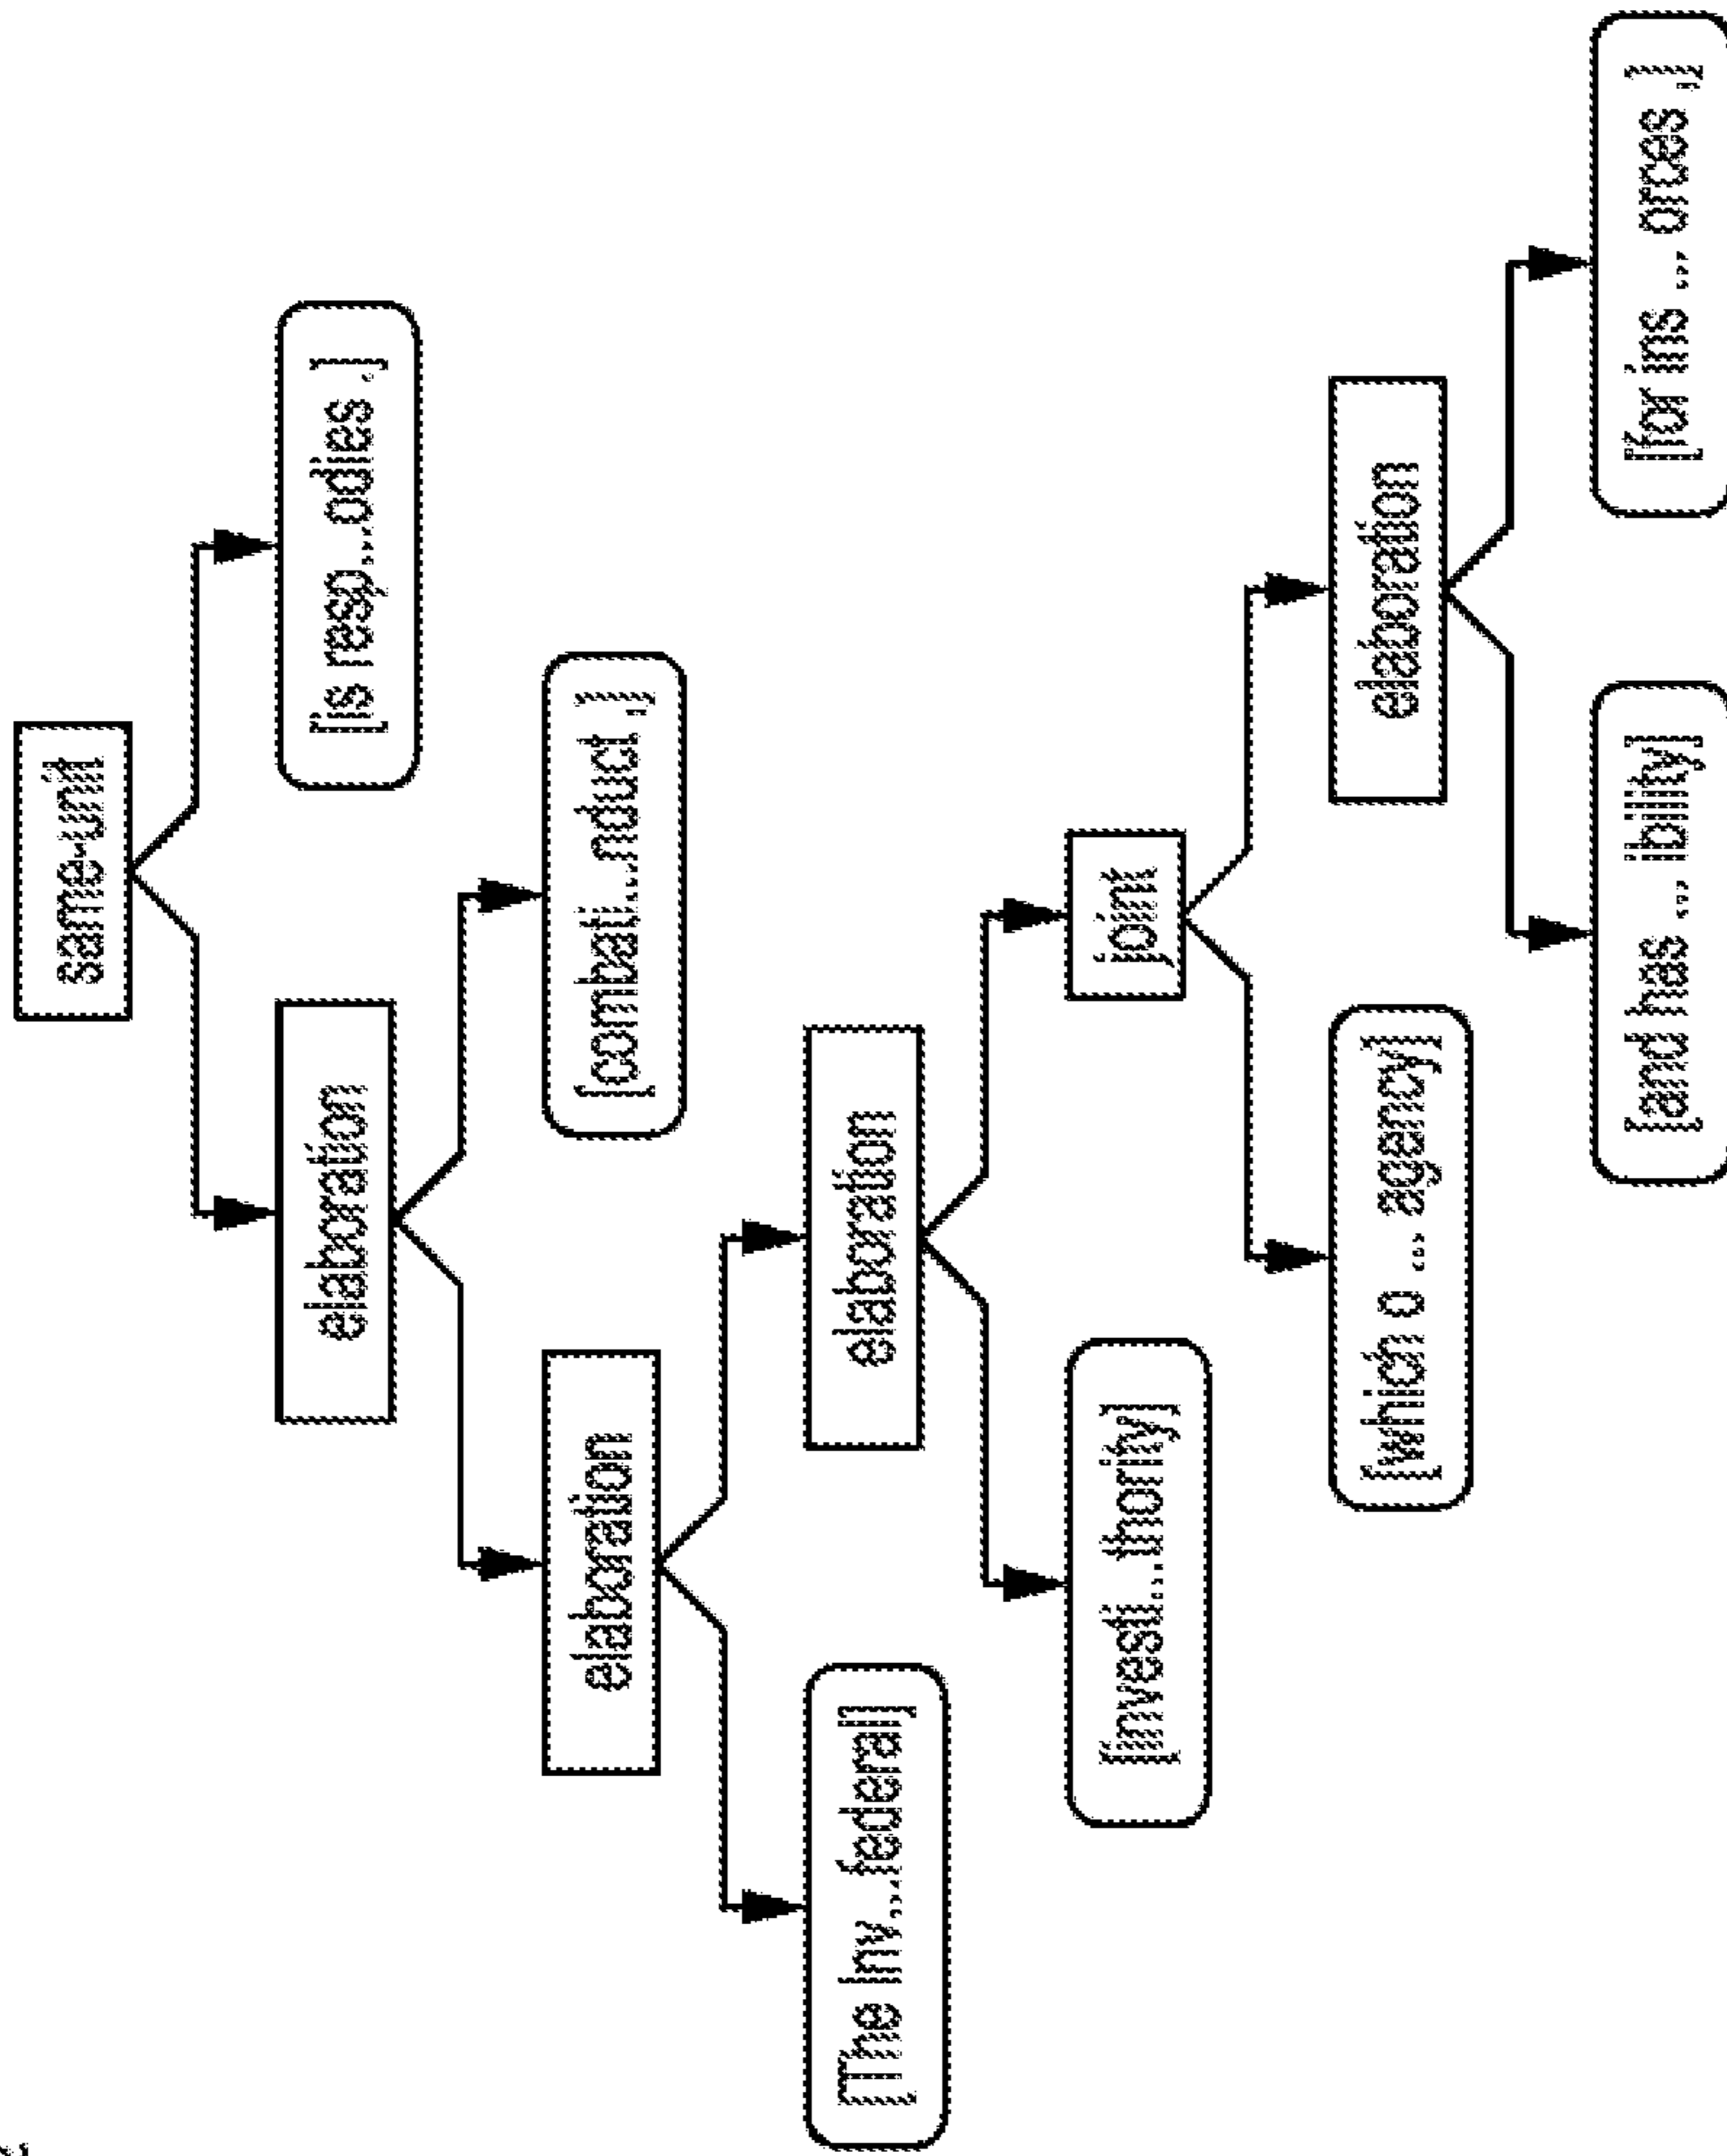 same-unit
elaboration
[is resp...odies .]
elaboration
[combati...nduct ,]
[The Inv...federal]
elaboration
[investi...thority]
joint
[which o ... agency]
elaboration
[and has ... ibility]
[for ins ... orces ,]